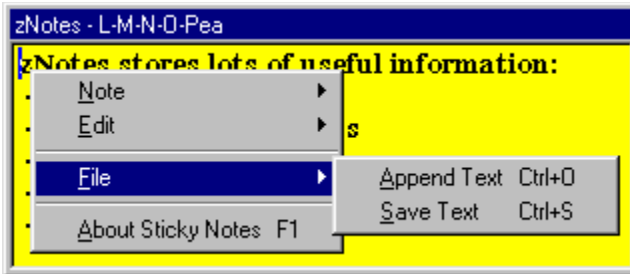 zNotes - L-M-N-O-Pea
zNotes stores lots of useful information:
Note
Edit
s
File
Append Text Ctrl+O
Save Text Ctrl+S
About Sticky Notes F1